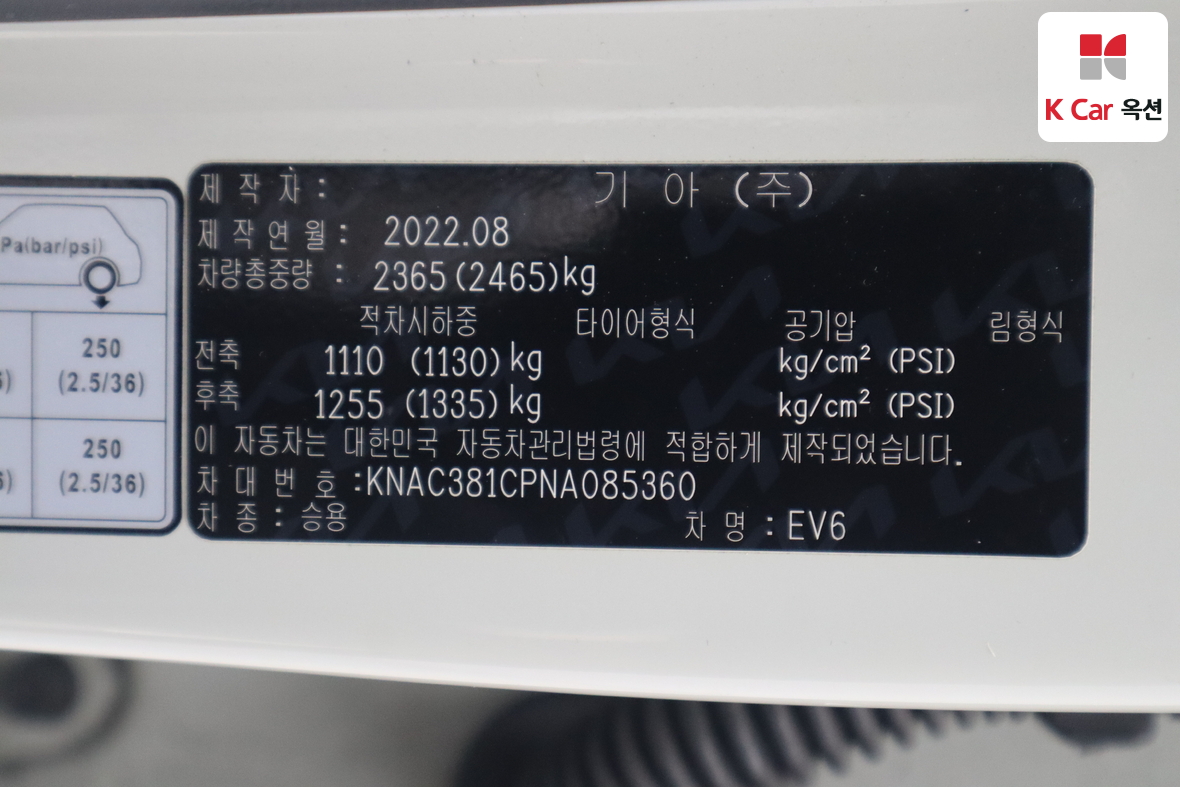 K Car 옥션
제 작 자 : 기 아 (주)
제 작 연 월 : 2022.08
차량총중량 : 2365 (2465)kg
적차시하중 타이어형식 공기압 림형식
전축 1110 (1130) kg kg/cm² (PSI)
후축 1255 (1335) kg kg/cm² (PSI)
이 자동차는 대한민국 자동차관리법령에 적합하게 제작되었습니다.
차 대 번 호 :KNAC381CPNA085360
차 종 : 승용 차 명 : EV6
Pa(bar/psi)
250
(2.5/36)
250
(2.5/36)